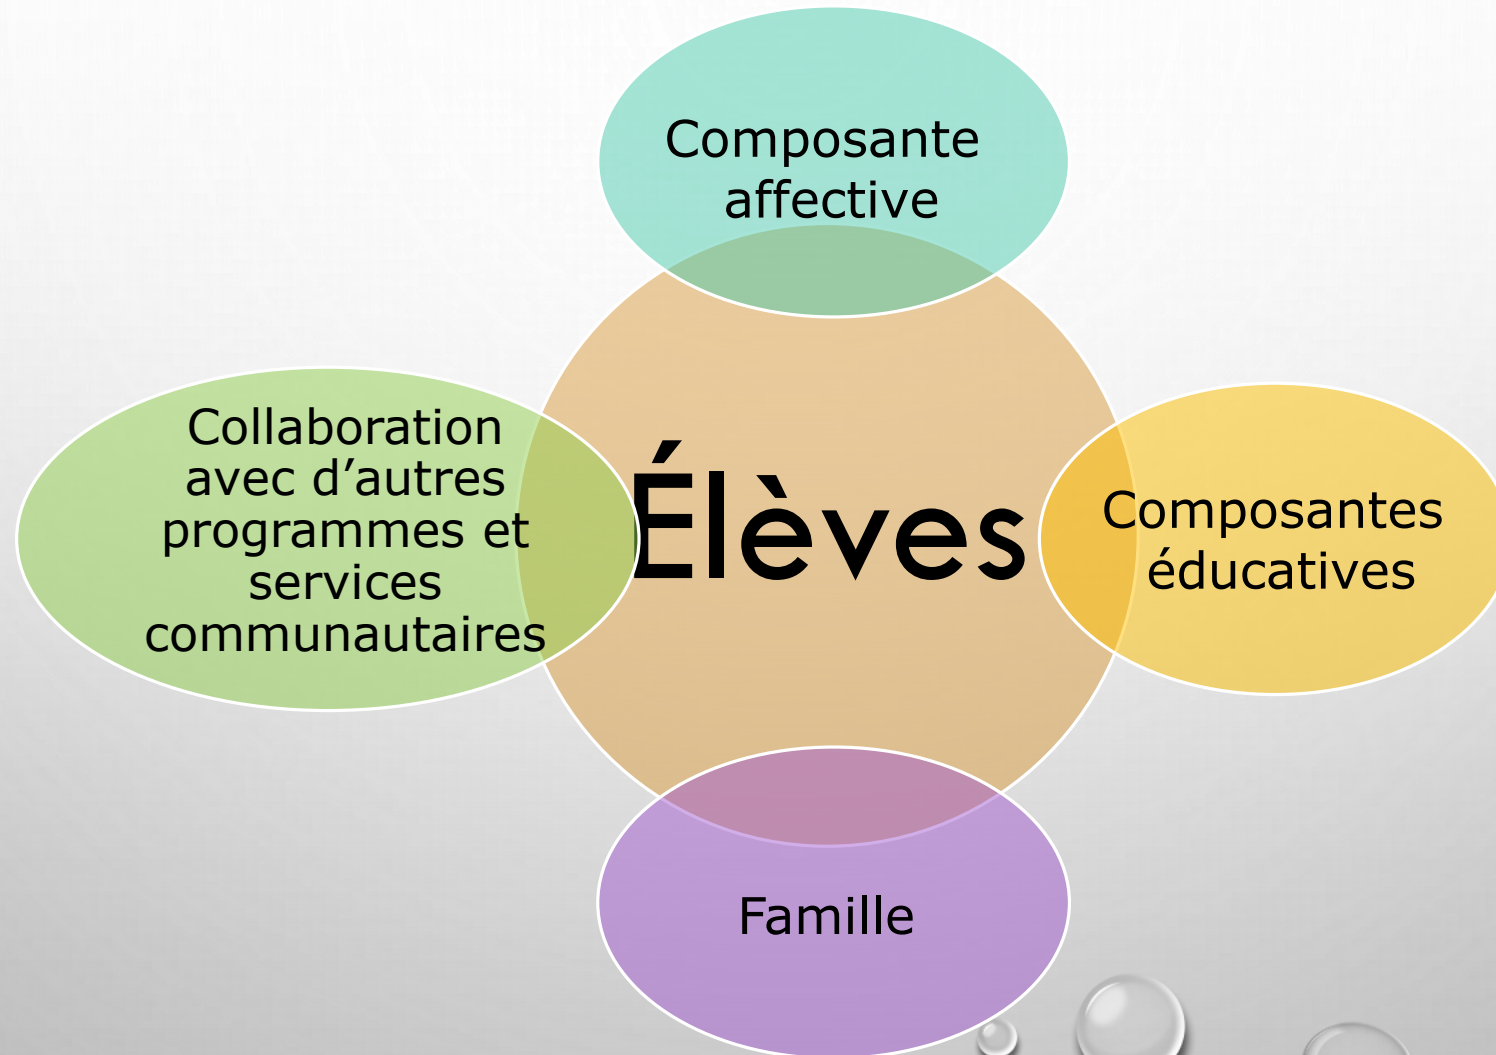 Composante
affective
Collaboration
avec d’autres
programmes et
services
communautaires
Élèves
Composantes
éducatives
Famille